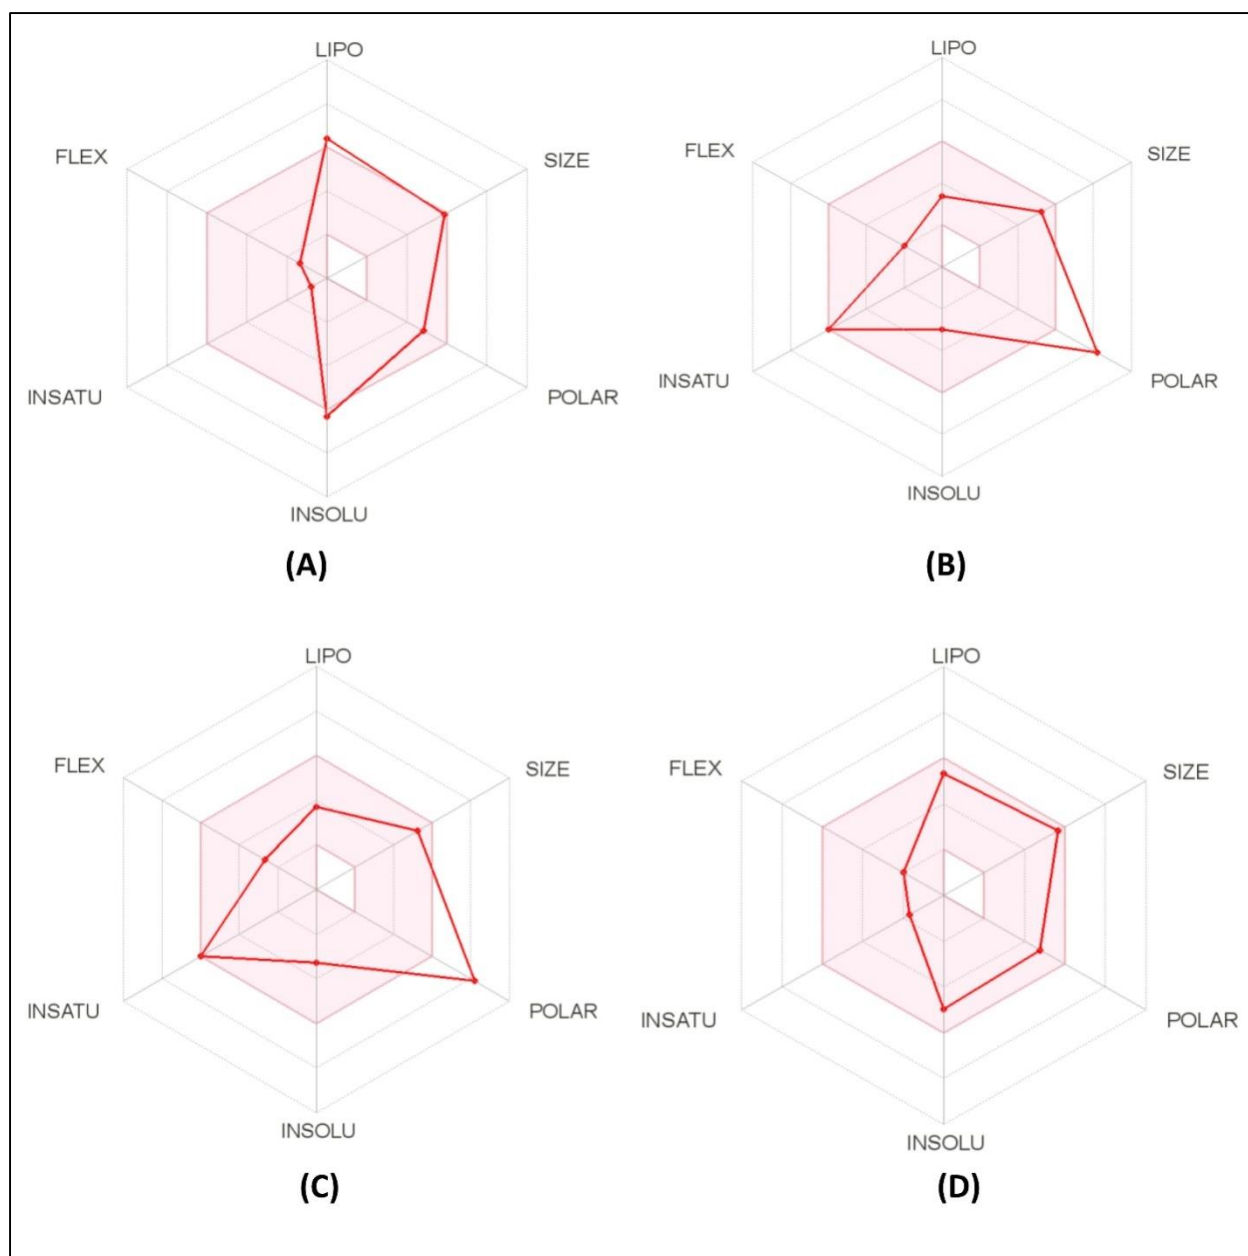 LIPO
FLEX
SIZE
INSATU
POLAR
INSOLU
(A)
LIPO
FLEX
SIZE
INSATU
POLAR
INSOLU
(B)
LIPO
FLEX
SIZE
INSATU
POLAR
INSOLU
(C)
LIPO
FLEX
SIZE
INSATU
POLAR
INSOLU
(D)